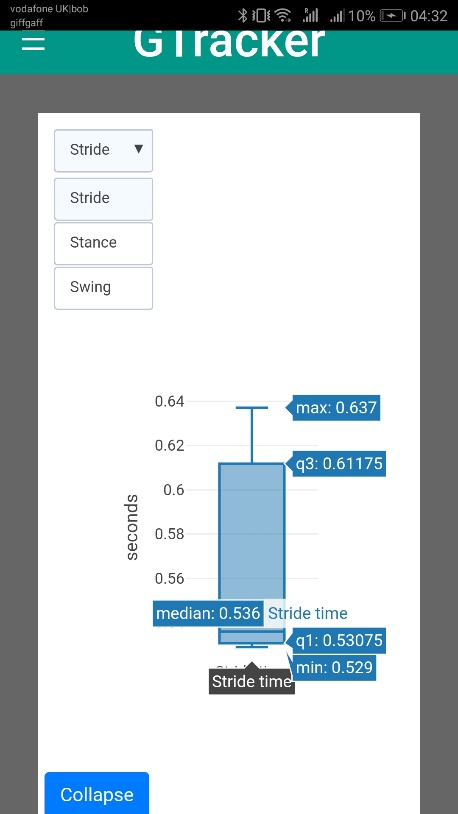 vodafone UK|bob
giffgaff
R
10%
04:32
GTracker
Stride ▼
Stride
Stance
Swing
0.64
max: 0.637
0.62
q3: 0.61175
0.6
seconds
0.58
0.56
median: 0.536 Stride time
q1: 0.53075
min: 0.529
Stride time
Collapse